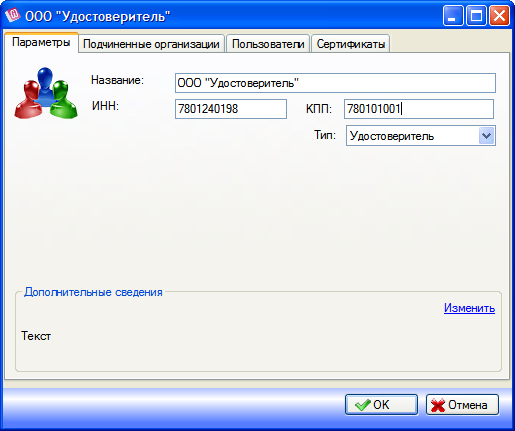 ООО "Удостоверитель"
Параметры Подчиненные организации Пользователи Сертификаты
Название: ООО "Удостоверитель"
ИНН: 7801240198 КПП: 780101001
Тип: Удостоверитель
Дополнительные сведения
Изменить
Текст
OK Отмена